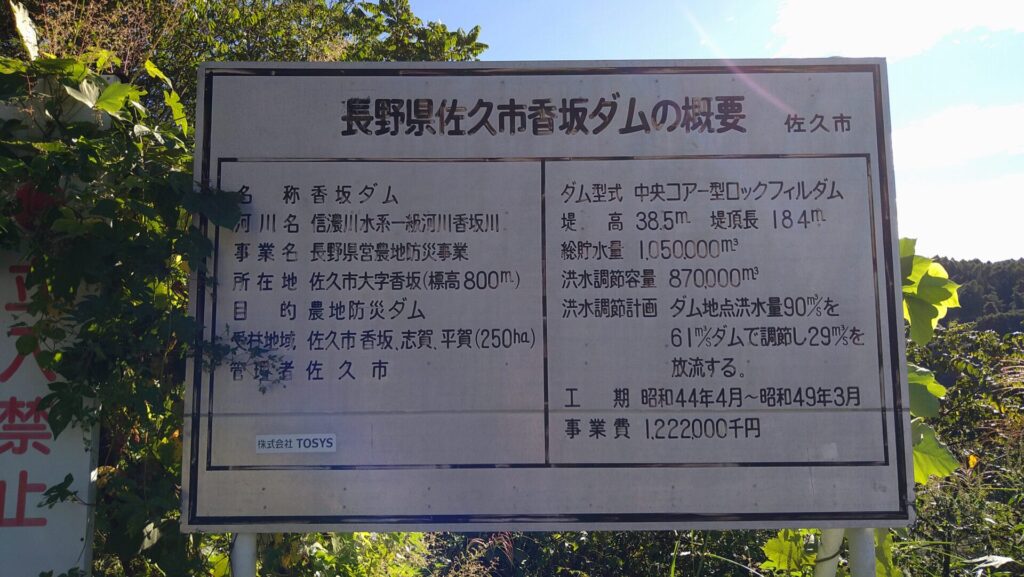 長野県佐久市香坂ダムの概要 佐久市
名 称 香坂ダム
河川名 信濃川水系一級河川香坂川
事業名 長野県営農地防災事業
所在地 佐久市大字香坂(標高800m)
目 的 農地防災ダム
地域 佐久市香坂、志賀、平賀(250ha)
管理者 佐久市
株式会社 TOSYS
ダム型式 中央コアー型ロックフィルダム
堤 高 38.5m 堤頂長 184m
総貯水量 1,050,000m³
洪水調節容量 870,000m³
洪水調節計画 ダム地点洪水量90m³/sを
61m³/sダムで調節し29m³/sを
放流する。
工 期 昭和44年4月〜昭和49年3月
事業費 1,222,000千円
立入禁止